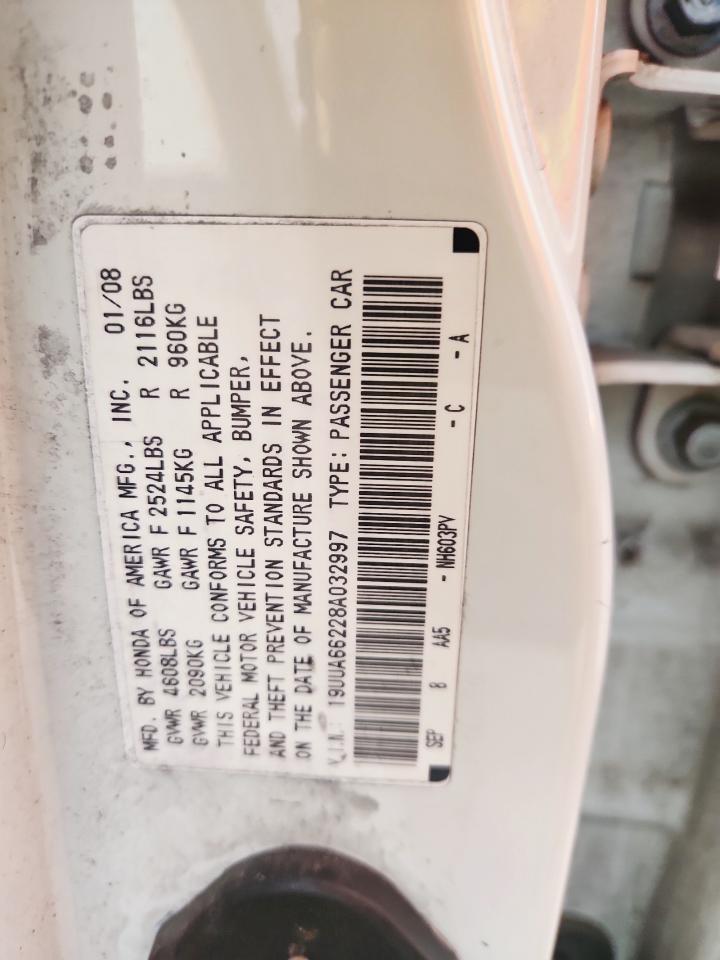 MFD. BY HONDA OF AMERICA MFG., INC. 01/08
GVWR 4608LBS GAWR F 2524LBS R 2116LBS
GVWR 2090KG GAWR F 1145KG R 960KG
THIS VEHICLE CONFORMS TO ALL APPLICABLE
FEDERAL MOTOR VEHICLE SAFETY, BUMPER,
AND THEFT PREVENTION STANDARDS IN EFFECT
ON THE DATE OF MANUFACTURE SHOWN ABOVE.
V.I.N.: 19UUA66228A032997 TYPE: PASSENGER CAR
SEP 8 AA5 - NH603PV - C - A